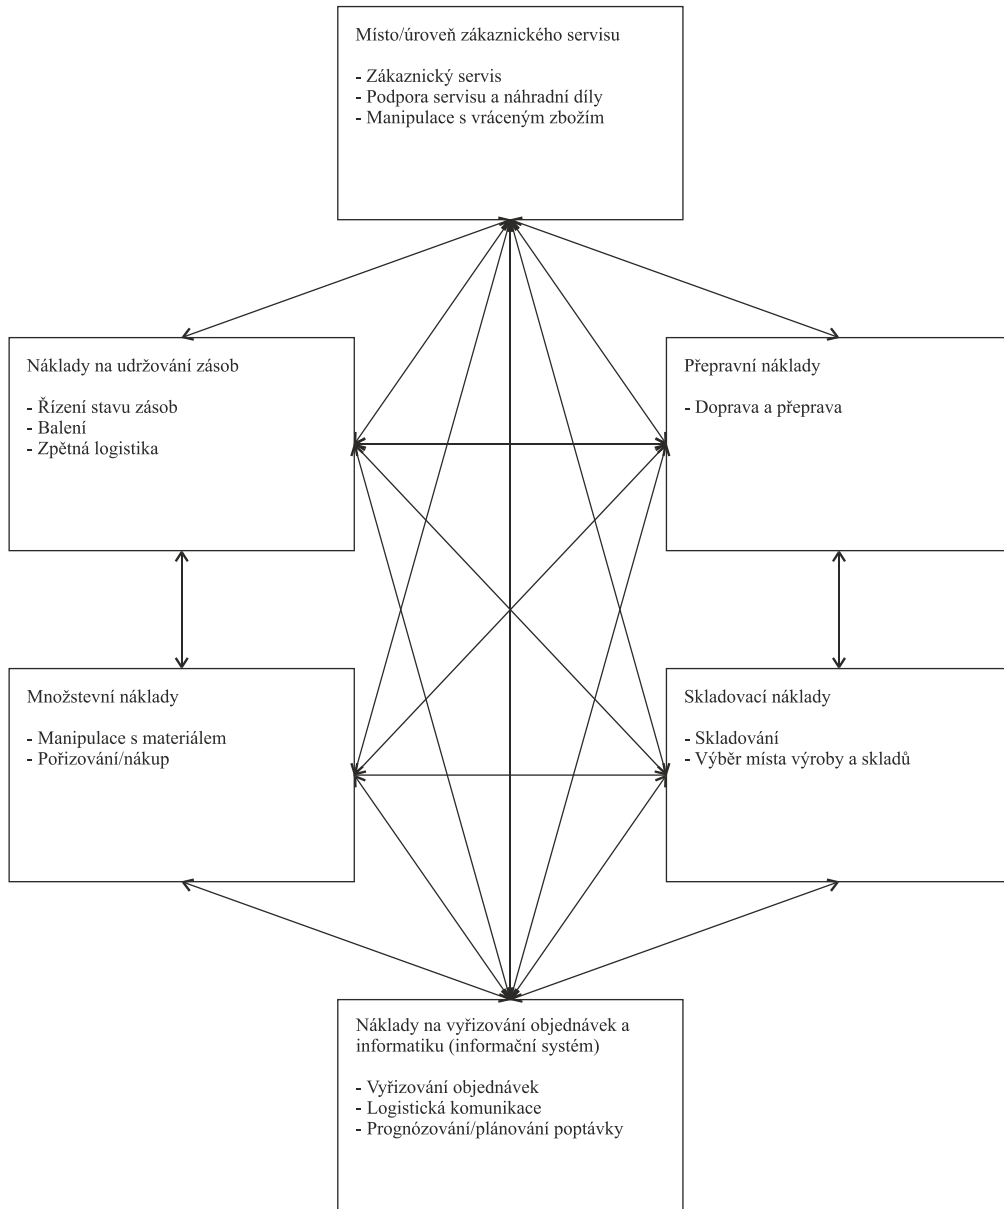 Místo/úroveň zákaznického servisu
- Zákaznický servis
- Podpora servisu a náhradní díly
- Manipulace s vráceným zbožím
Náklady na udržování zásob
- Řízení stavu zásob
- Balení
- Zpětná logistika
Přepravní náklady
- Doprava a přeprava
Množstevní náklady
- Manipulace s materiálem
- Pořizování/nákup
Skladovací náklady
- Skladování
- Výběr místa výroby a skladů
Náklady na vyřizování objednávek a
informatiku (informační systém)
- Vyřizování objednávek
- Logistická komunikace
- Prognózování/plánování poptávky